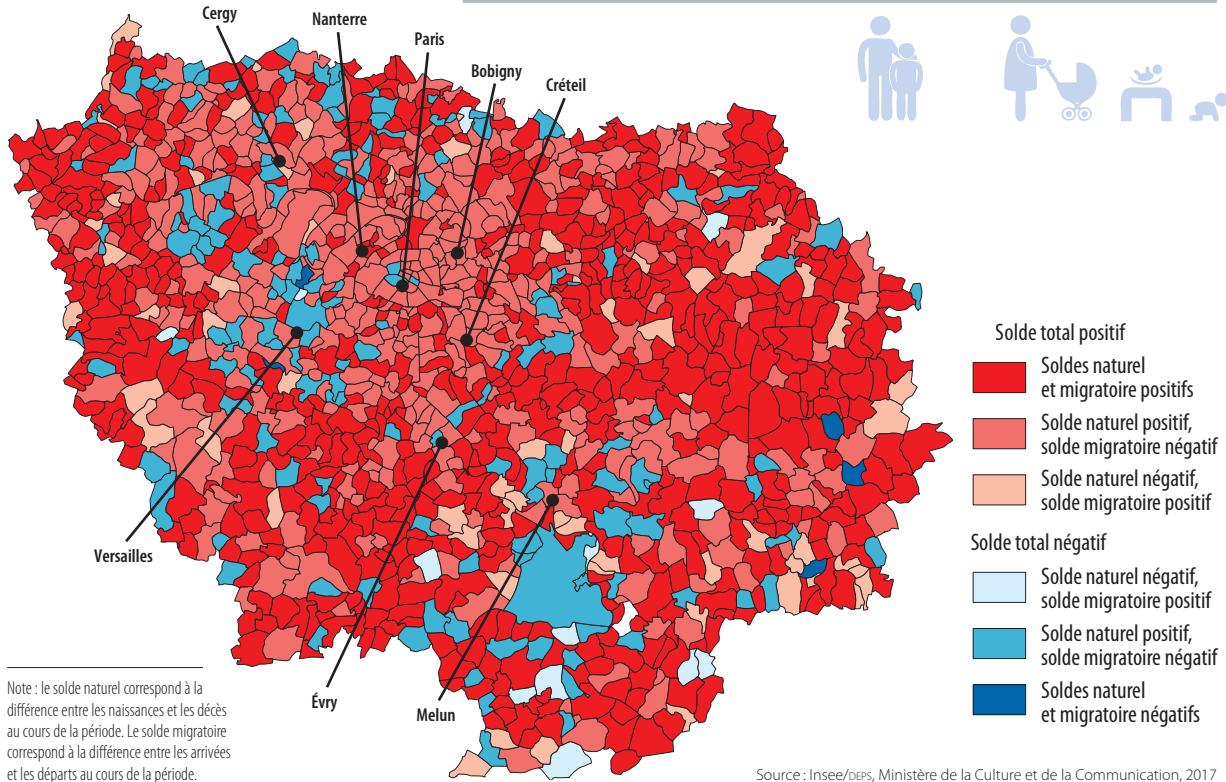 Cergy
Nanterre
Paris
Bobigny
Créteil
Versailles
Évry
Melun
Solde total positif
Soldes naturel
et migratoire positifs
Solde naturel positif,
solde migratoire négatif
Solde naturel négatif,
solde migratoire positif
Solde total négatif
Solde naturel négatif,
solde migratoire positif
Solde naturel positif,
solde migratoire négatif
Soldes naturel
et migratoire négatifs
Note : le solde naturel correspond à la
différence entre les naissances et les décès
au cours de la période. Le solde migratoire
correspond à la différence entre les arrivées
et les départs au cours de la période.
Source : Insee/DEPS, Ministère de la Culture et de la Communication, 2017